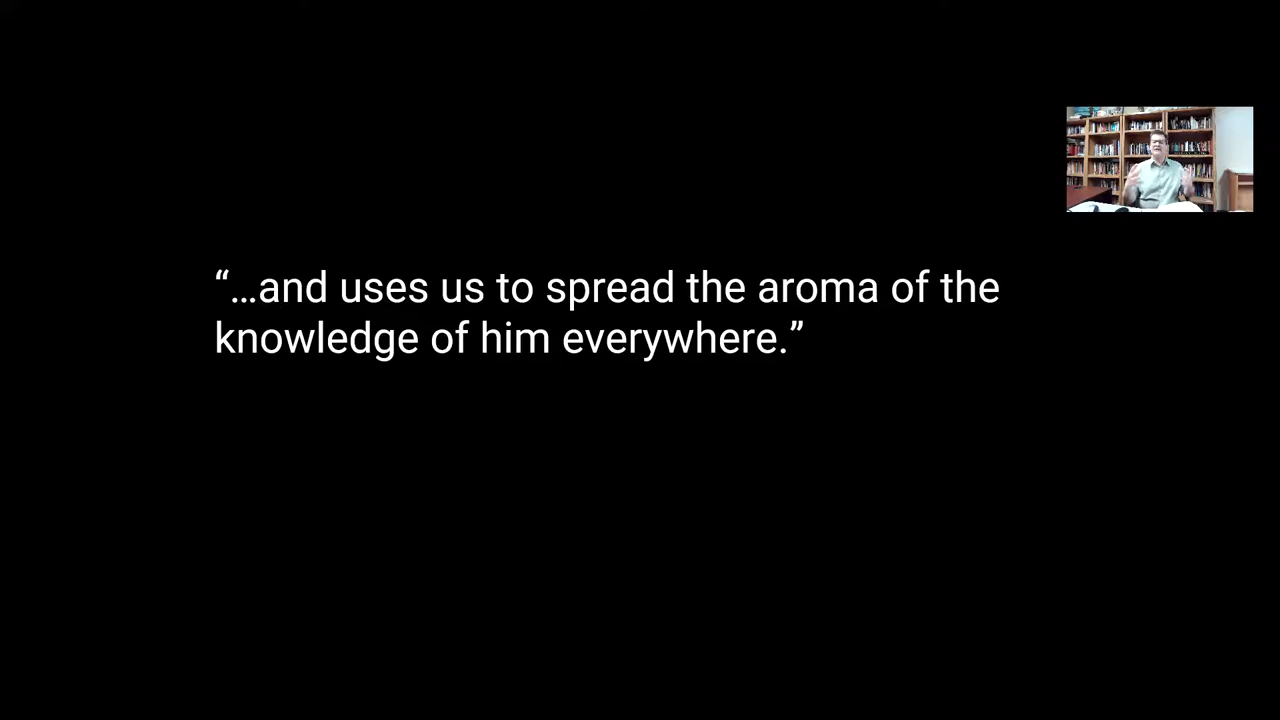 “…and uses us to spread the aroma of the
knowledge of him everywhere.”